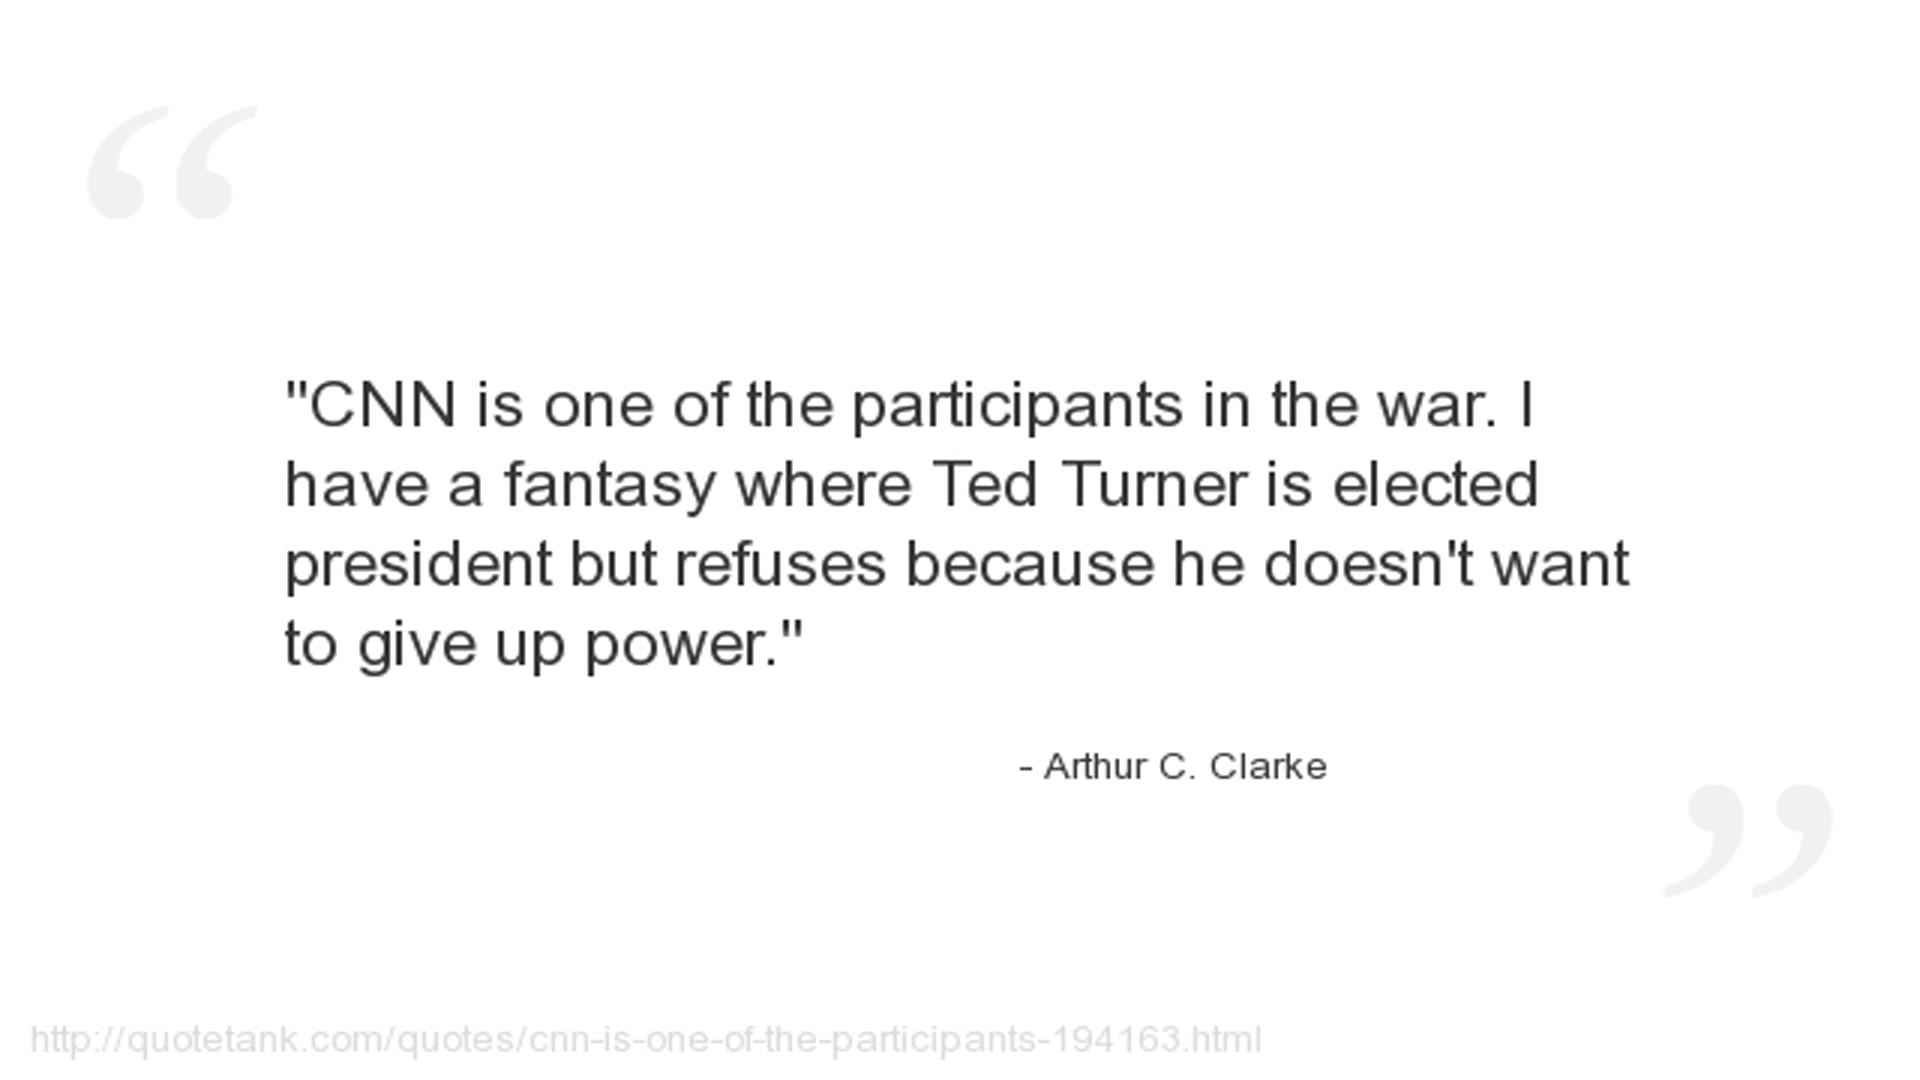 "CNN is one of the participants in the war. I
have a fantasy where Ted Turner is elected
president but refuses because he doesn't want
to give up power."
- Arthur C. Clarke
http://quotetank.com/quotes/cnn-is-one-of-the-participants-194163.html